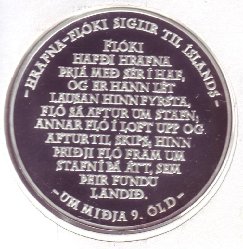 - HRAFNA-FLÓKI SIGLIR TIL ÍSLANDS -
FLÓKI
HAFÐI HRAFNA
ÞRJÁ MEÐ SÉR Í HAF,
OG ER HANN LÉT
LAUSAN HINN FYRSTA,
FLÓ SÁ AFTUR UM STAFN,
ANNAR FLÓ Í LOFT UPP OG
AFTUR TIL SKIPS, HINN
ÞRIÐJI FLÓ FRAM UM
STAFN Í ÞÁ ÁTT, SEM
ÞEIR FUNDU
LANDIÐ.
- UM MIÐJA 9. ÖLD -